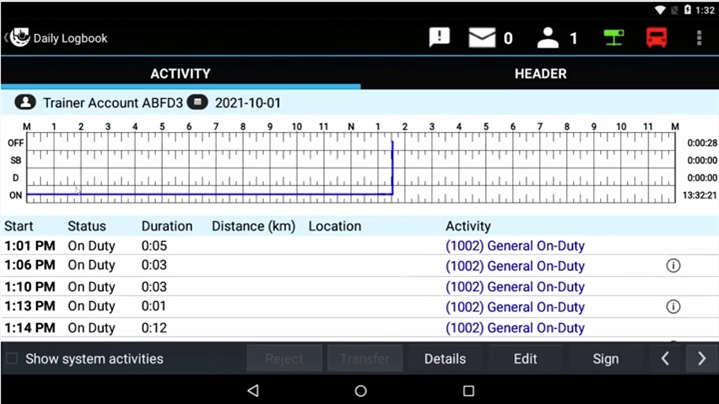 1:32
Daily Logbook 0 1
ACTIVITY HEADER
Trainer Account ABFD3 2021-10-01
M 1 2 3 4 5 6 7 8 9 10 11 N 1 2 3 4 5 6 7 8 9 10 11 M
OFF 0:00:28
SB 0:00:00
D 0:00:00
ON 13:32:21
Start Status Duration Distance (km) Location Activity
1:01 PM On Duty 0:05 (1002) General On-Duty
1:06 PM On Duty 0:03 (1002) General On-Duty
1:10 PM On Duty 0:03 (1002) General On-Duty
1:13 PM On Duty 0:01 (1002) General On-Duty
1:14 PM On Duty 0:12 (1002) General On-Duty
Show system activities Reject Transfer Details Edit Sign